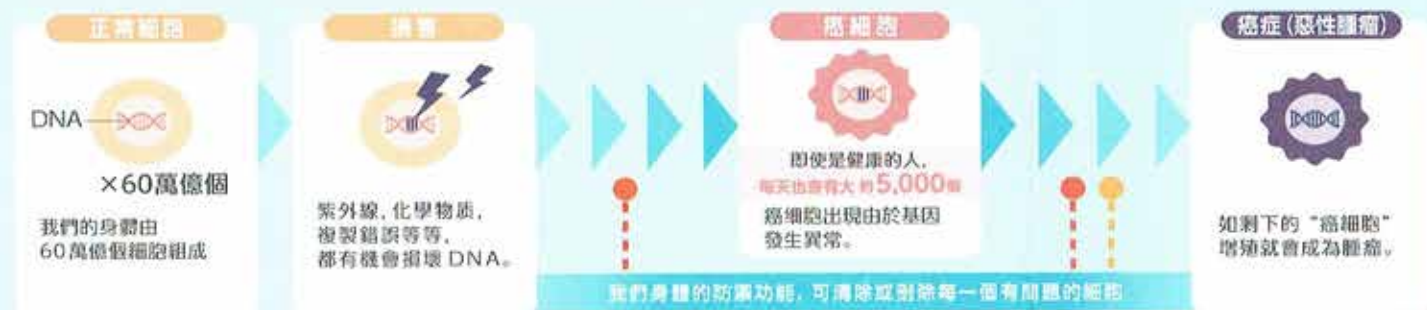 正常細胞
DNA
×60萬億個
我們的身體由
60萬億個細胞組成
損害
紫外線，化學物质，
複製錯誤等等，
都有機會損壞 DNA。
癌細胞
即使是健康的人，
每天也會有大約5,000個
癌细胞出現由於基因
發生異常。
癌症(惡性腫瘤)
如剩下的“癌細胞”
增殖就會成為腫瘤。
我們身體的防禦功能，可清除或刪除每一個有問題的細胞